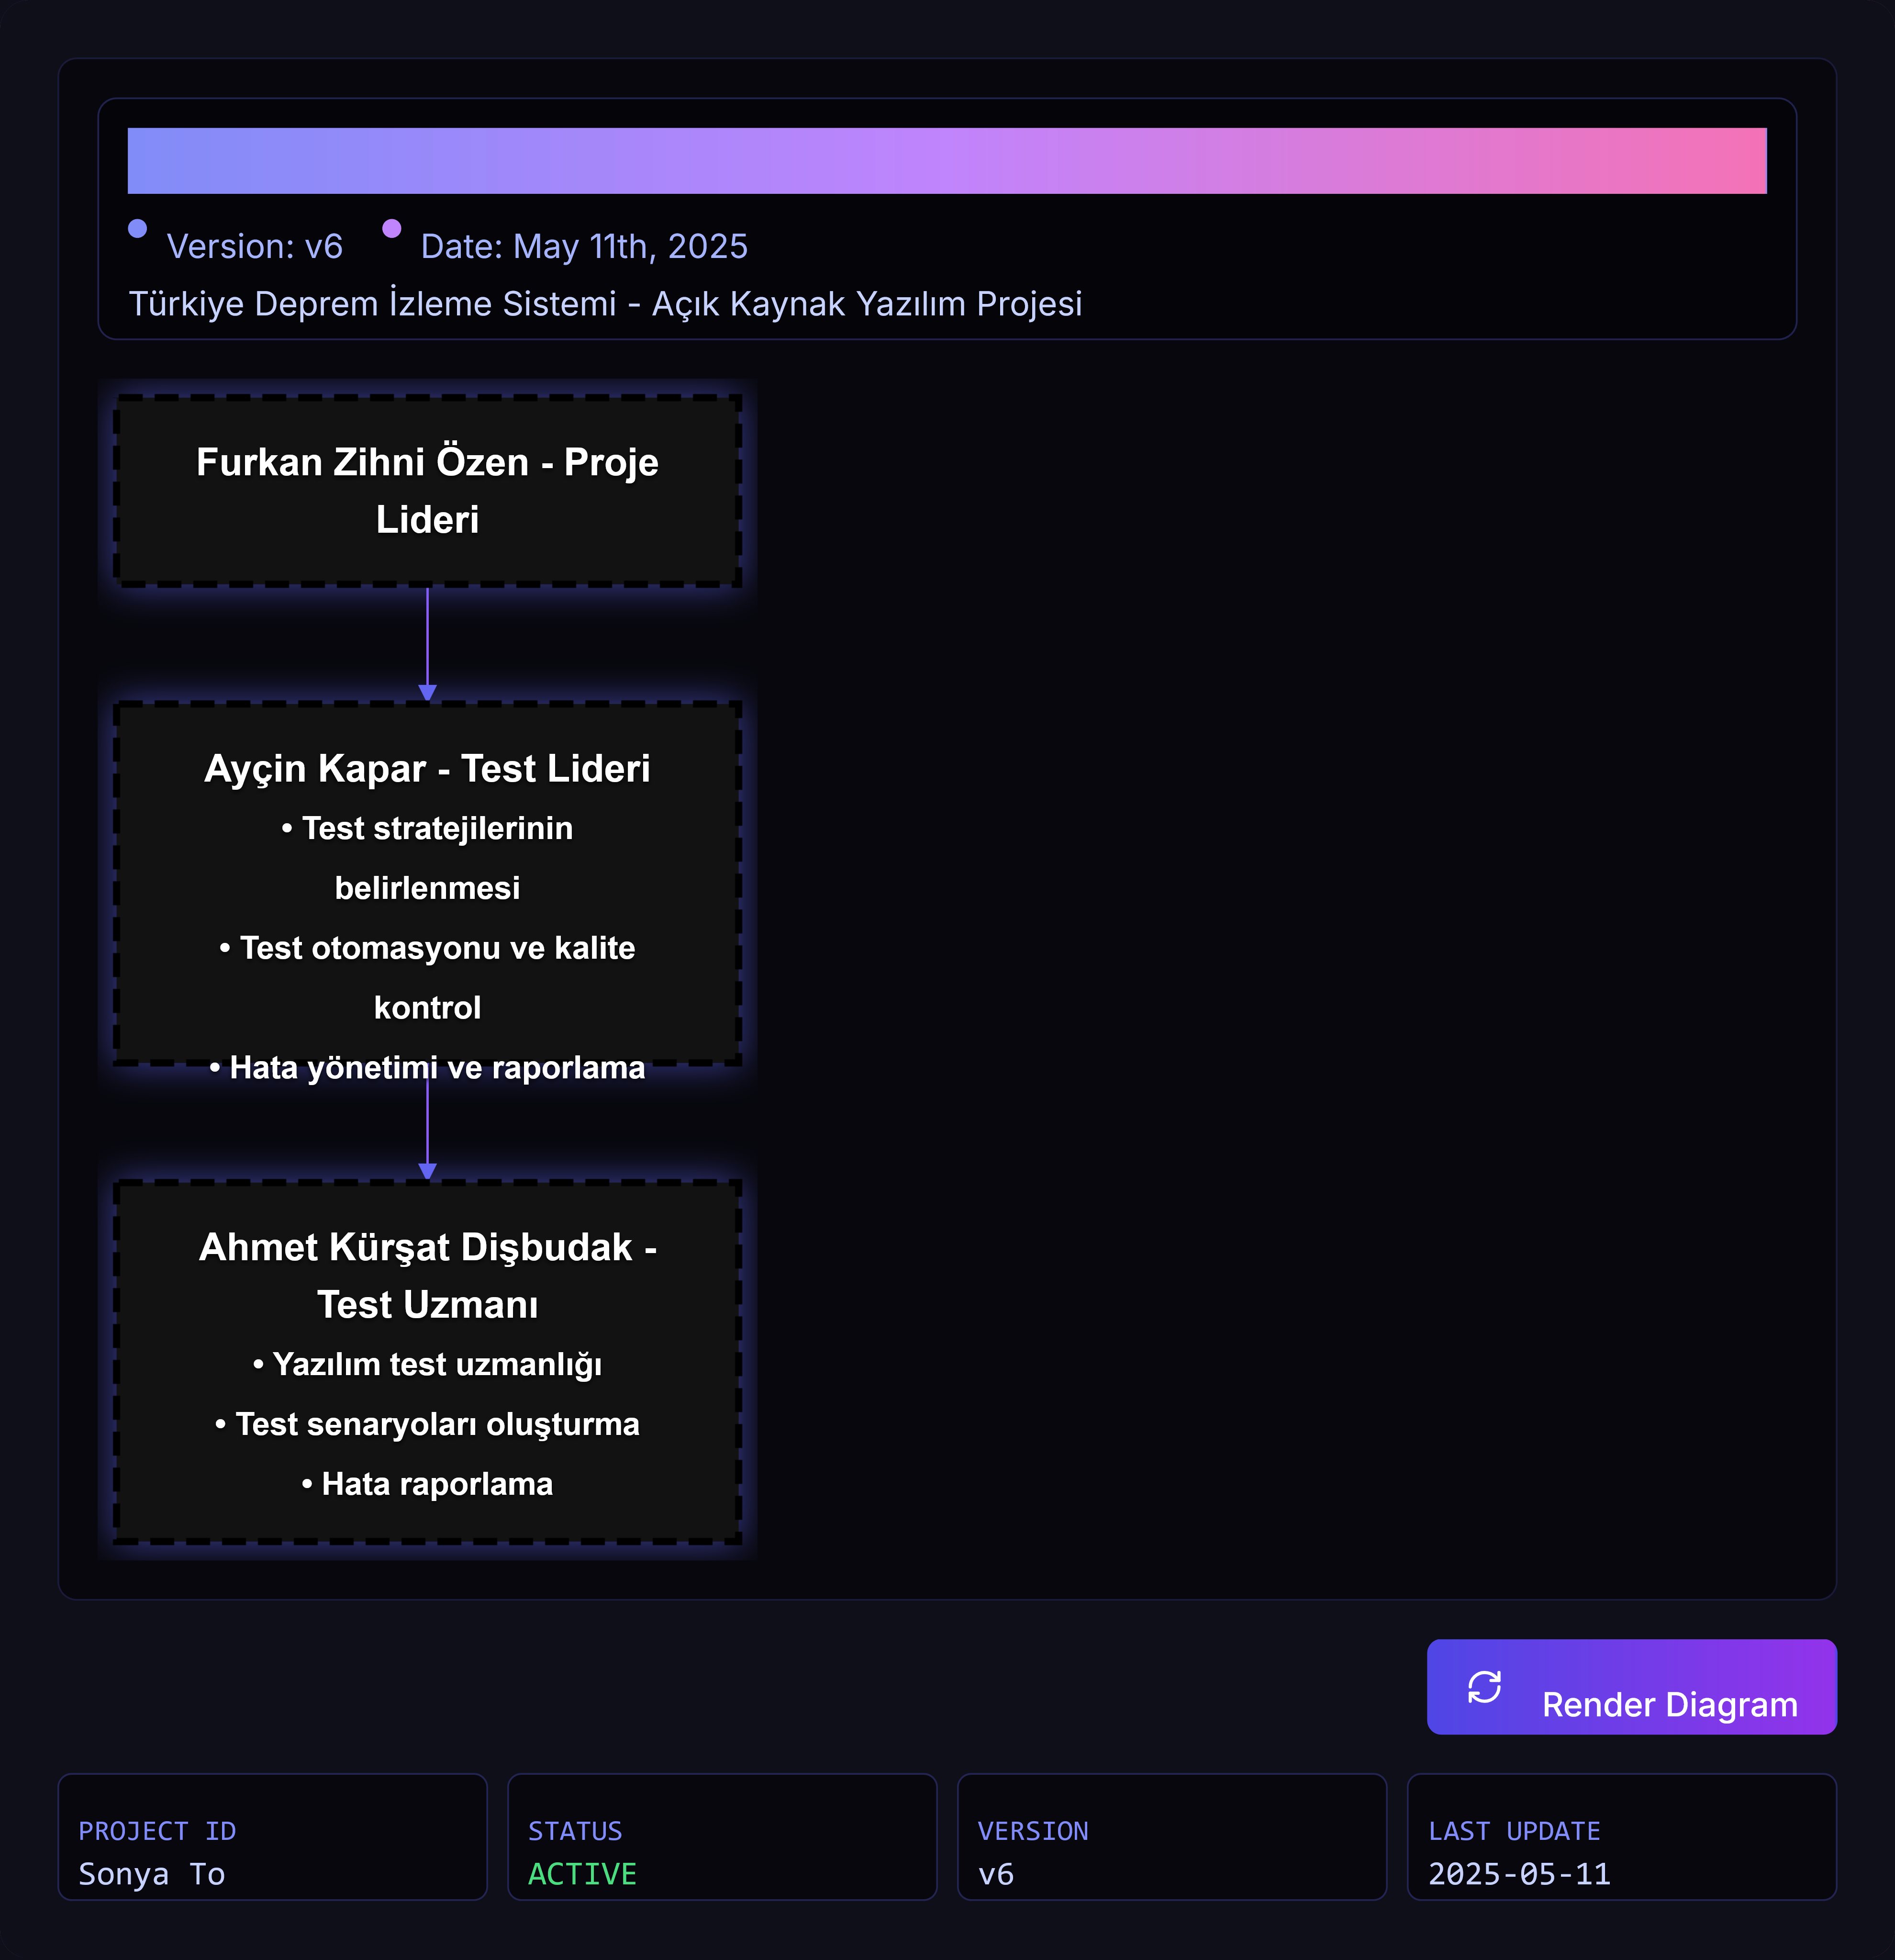 Version: v6 Date: May 11th, 2025
Türkiye Deprem İzleme Sistemi - Açık Kaynak Yazılım Projesi
Furkan Zihni Özen - Proje
Lideri
Ayçin Kapar - Test Lideri
• Test stratejilerinin
belirlenmesi
• Test otomasyonu ve kalite
kontrol
• Hata yönetimi ve raporlama
Ahmet Kürşat Dişbudak -
Test Uzmanı
• Yazılım test uzmanlığı
• Test senaryoları oluşturma
• Hata raporlama
Render Diagram
PROJECT ID
Sonya To
STATUS
ACTIVE
VERSION
v6
LAST UPDATE
2025-05-11